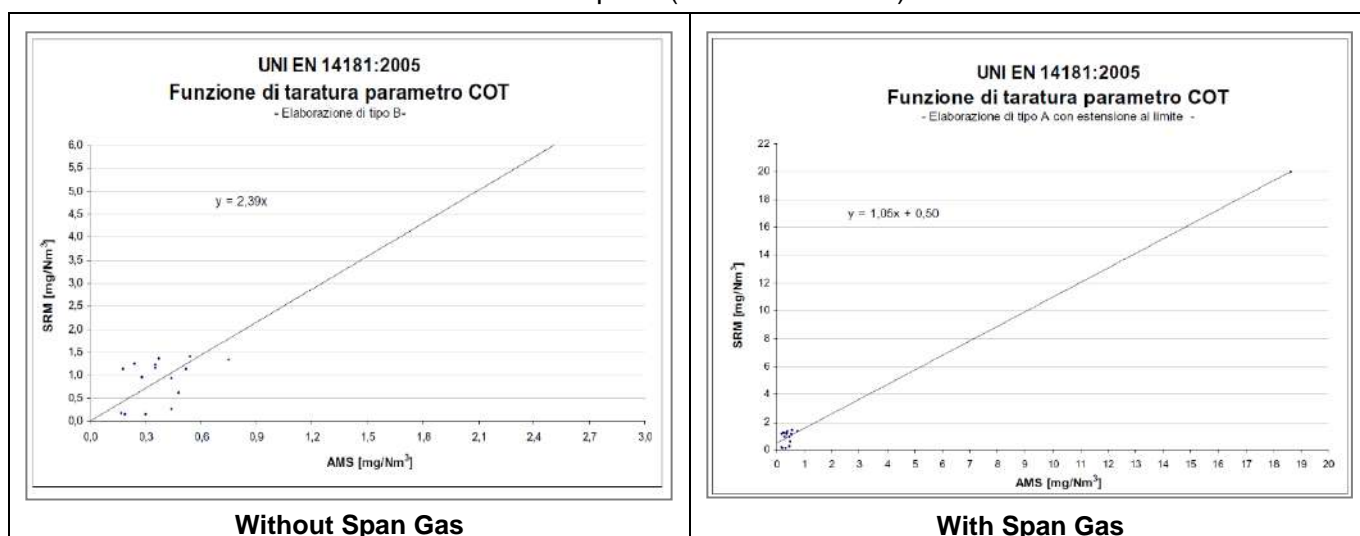 UNI EN 14181:2005
Funzione di taratura parametro COT
- Elaborazione di tipo B-
6,0
5,5
5,0
4,5
4,0
3,5
3,0
2,5
2,0
1,5
1,0
0,5
0,0
y = 2,39x
SRM [mg/Nm³]
0,0 0,3 0,6 0,9 1,2 1,5 1,8 2,1 2,4 2,7 3,0
AMS [mg/Nm³]
Without Span Gas
UNI EN 14181:2005
Funzione di taratura parametro COT
- Elaborazione di tipo A con estensione al limite -
22
20
18
16
14
12
10
8
6
4
2
0
y = 1,05x + 0,50
SRM [mg/Nm³]
0 1 2 3 4 5 6 7 8 9 10 11 12 13 14 15 16 17 18 19 20
AMS [mg/Nm³]
With Span Gas